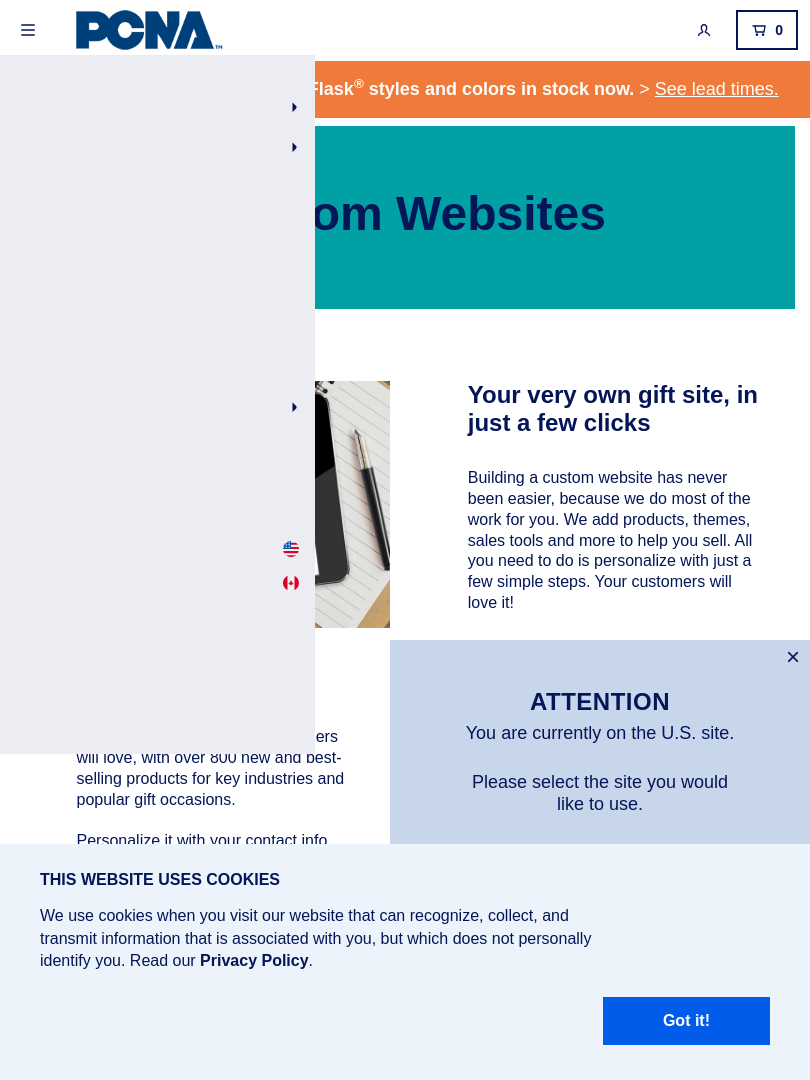 PCNA™
0
Flask® styles and colors in stock now. > See lead times.
om Websites
Your very own gift site, in
just a few clicks
Building a custom website has never
been easier, because we do most of the
work for you. We add products, themes,
sales tools and more to help you sell. All
you need to do is personalize with just a
few simple steps. Your customers will
love it!
ers
will love, with over 800 new and best-
selling products for key industries and
popular gift occasions.
Personalize it with your contact info
ATTENTION
You are currently on the U.S. site.
Please select the site you would
like to use.
THIS WEBSITE USES COOKIES
We use cookies when you visit our website that can recognize, collect, and
transmit information that is associated with you, but which does not personally
identify you. Read our Privacy Policy.
Got it!